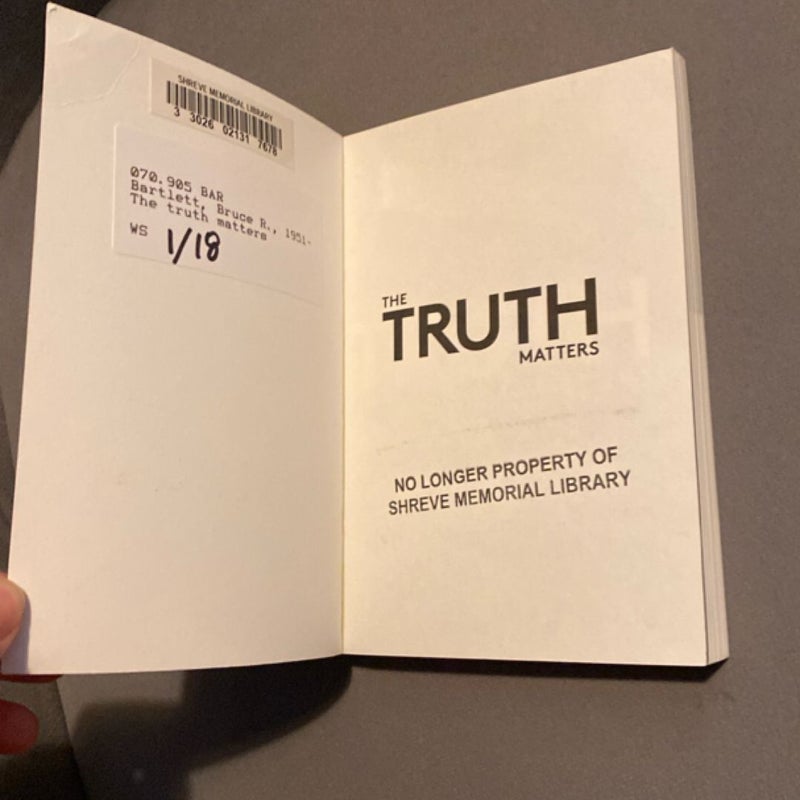 SHREVE MEMORIAL LIBRARY
3 3026 02131 7678
070.905 BAR
Bartlett, Bruce R., 1951-
The truth matters
WS 1/18
THE
TRUTH
MATTERS
NO LONGER PROPERTY OF
SHREVE MEMORIAL LIBRARY